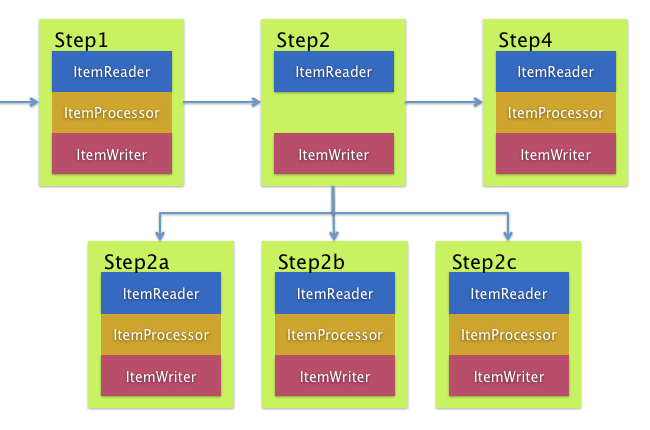 Step1
ItemReader
ItemProcessor
ItemWriter
Step2
ItemReader
ItemWriter
Step4
ItemReader
ItemProcessor
ItemWriter
Step2a
ItemReader
ItemProcessor
ItemWriter
Step2b
ItemReader
ItemProcessor
ItemWriter
Step2c
ItemReader
ItemProcessor
ItemWriter